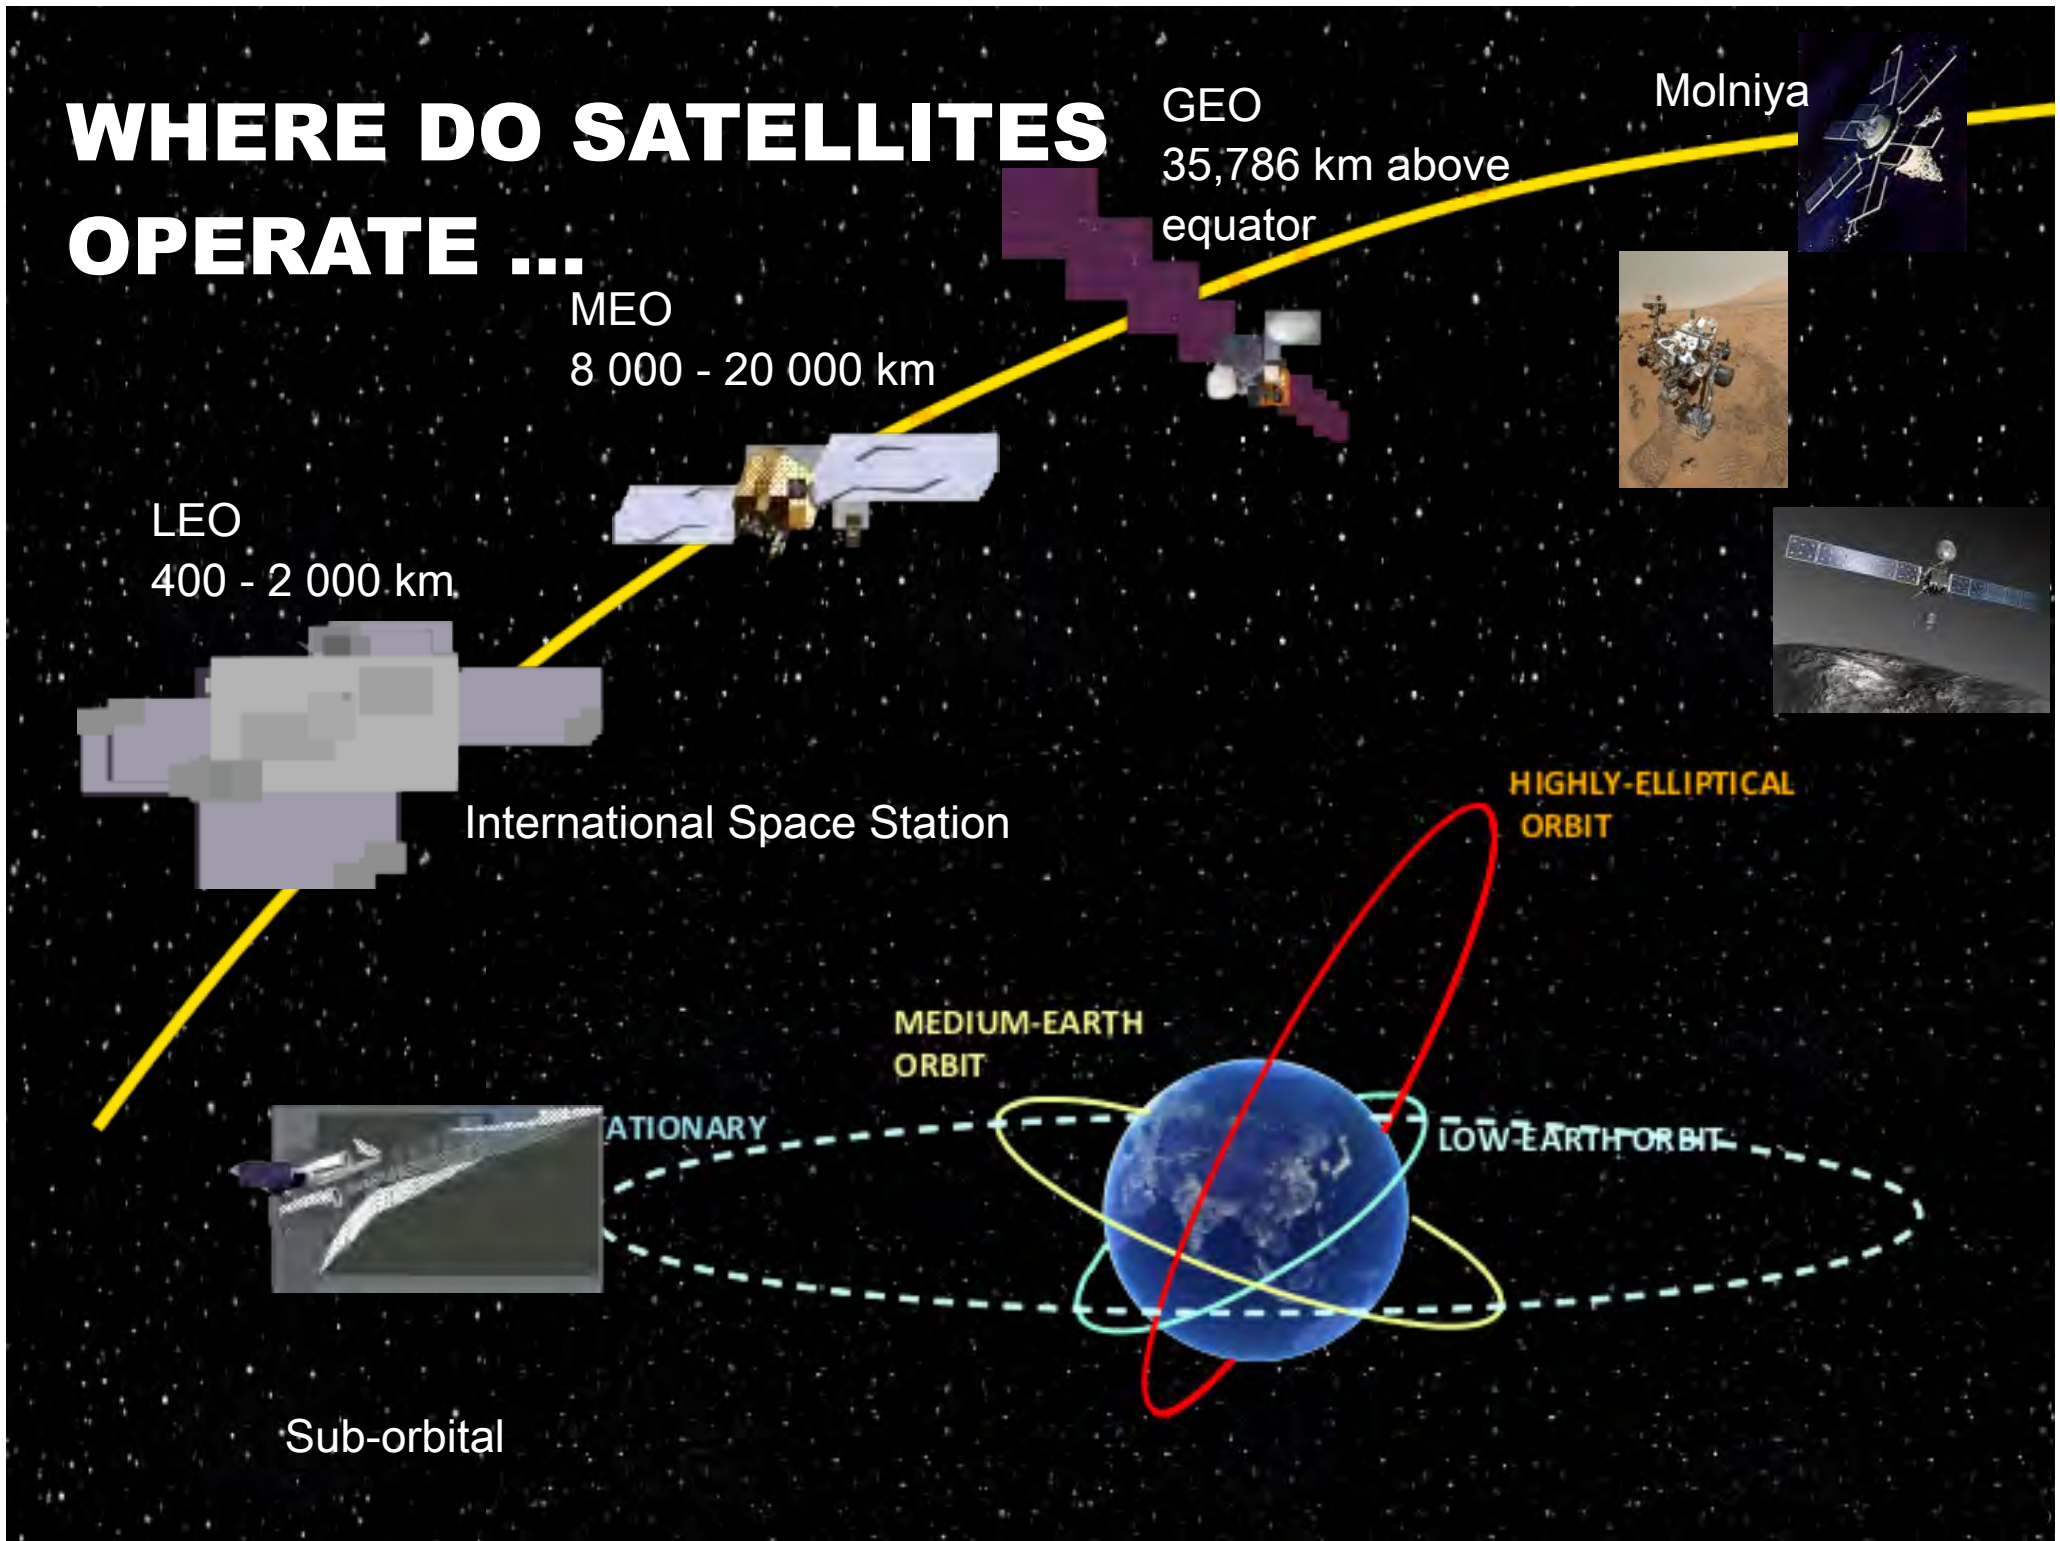 WHERE DO SATELLITES
OPERATE ...
GEO
35,786 km above
equator
Molniya
MEO
8 000 - 20 000 km
LEO
400 - 2 000 km
International Space Station
HIGHLY-ELLIPTICAL
ORBIT
MEDIUM-EARTH
ORBIT
ATIONARY
LOW-EARTH ORBIT
Sub-orbital